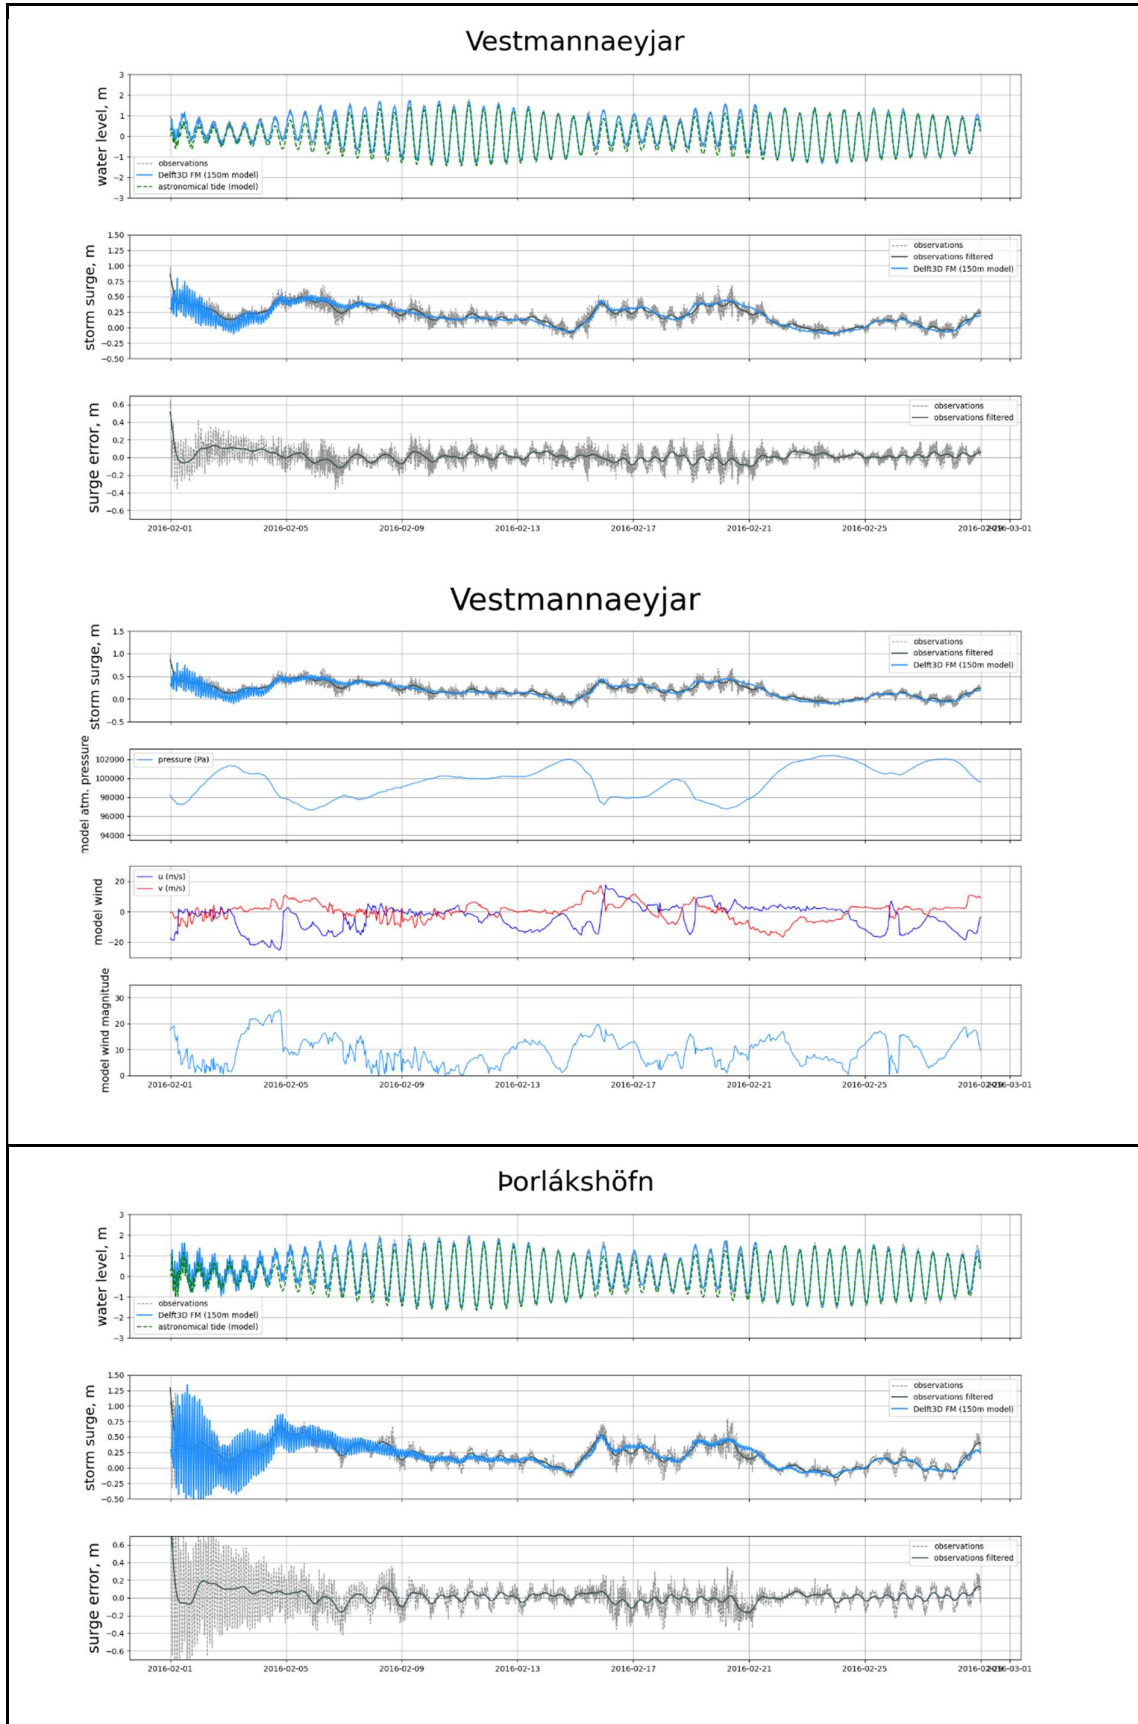 Vestmannaeyjar
water level, m
3
2
1
0
−1
−2
−3
observations
Delft3D FM (150m model)
astronomical tide (model)
storm surge, m
1.50
1.25
1.00
0.75
0.50
0.25
0.00
−0.25
−0.50
observations
observations filtered
Delft3D FM (150m model)
surge error, m
0.6
0.4
0.2
0.0
−0.2
−0.4
−0.6
observations
observations filtered
2016-02-01 2016-02-05 2016-02-09 2016-02-13 2016-02-17 2016-02-21 2016-02-25 2016-02-29 2016-03-01
Vestmannaeyjar
storm surge, m
1.5
1.0
0.5
0.0
−0.5
observations
observations filtered
Delft3D FM (150m model)
model atm. pressure
102000
100000
98000
96000
94000
pressure (Pa)
model wind
20
0
−20
u (m/s)
v (m/s)
model wind magnitude
30
20
10
0
2016-02-01 2016-02-05 2016-02-09 2016-02-13 2016-02-17 2016-02-21 2016-02-25 2016-02-29 2016-03-01
Þorlákshöfn
water level, m
3
2
1
0
−1
−2
−3
observations
Delft3D FM (150m model)
astronomical tide (model)
storm surge, m
1.50
1.25
1.00
0.75
0.50
0.25
0.00
−0.25
−0.50
observations
observations filtered
Delft3D FM (150m model)
surge error, m
0.6
0.4
0.2
0.0
−0.2
−0.4
−0.6
observations
observations filtered
2016-02-01 2016-02-05 2016-02-09 2016-02-13 2016-02-17 2016-02-21 2016-02-25 2016-02-29 2016-03-01